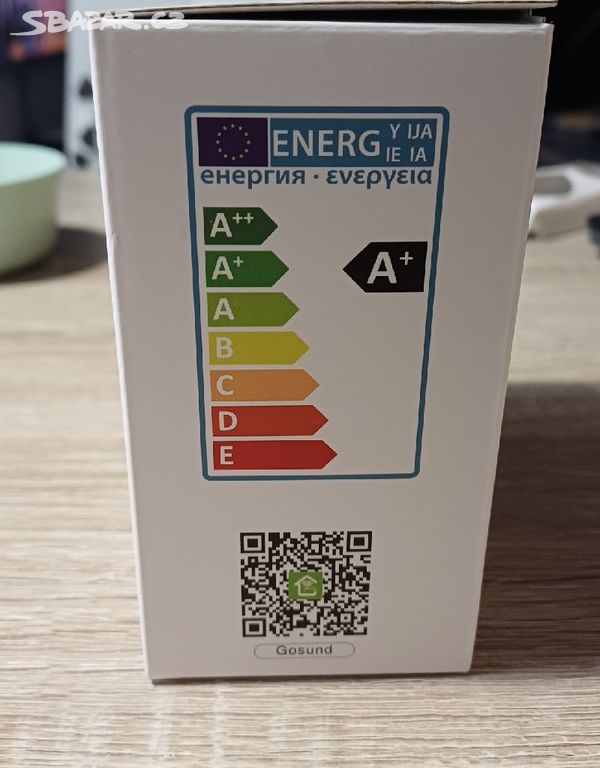 SBAZAR.CZ
ENERG Y IJA
IE IA
енергия · ενεργεια
A++
A+
A+
A
B
C
D
E
Gosund